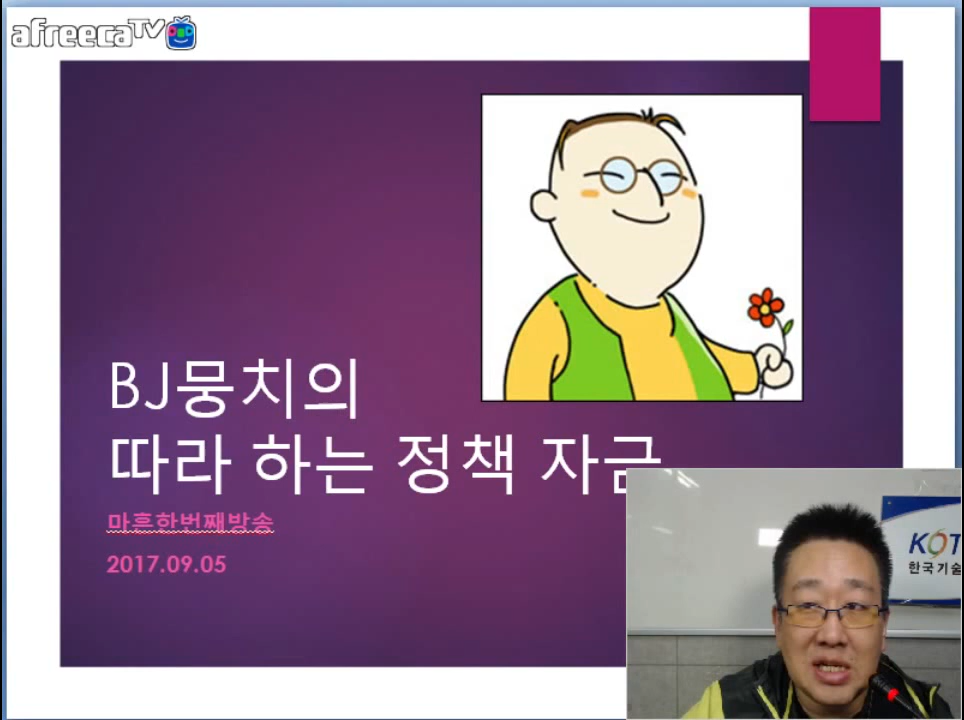 afreecaTV
BJ뭉치의
따라 하는 정책 자금
마흔한번째방송
2017.09.05
KOT
한국기술